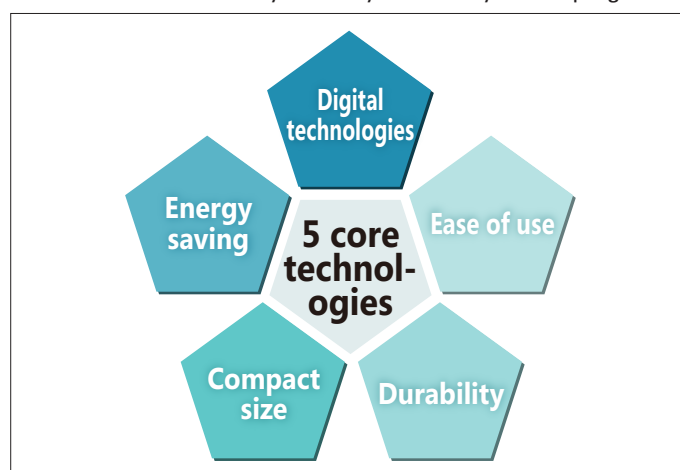 Digital
technologies
Energy
saving
Ease of use
5 core
technol-
ogies
Compact
size
Durability